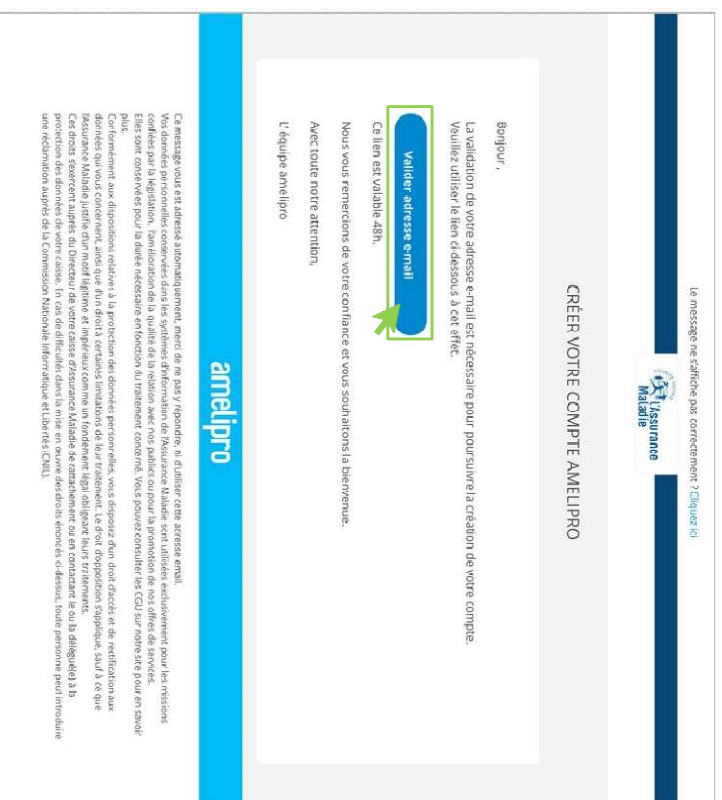 Le message ne s'affiche pas correctement ? Cliquez ici
l'Assurance
Maladie
CRÉER VOTRE COMPTE AMELIPRO
Bonjour ,
La validation de votre adresse e-mail est nécessaire pour poursuivre la création de votre compte.
Veuillez utiliser le lien ci-dessous à cet effet.
Valider adresse e-mail
Ce lien est valable 48h.
Nous vous remercions de votre confiance et vous souhaitons la bienvenue.
Avec toute notre attention,
L' équipe amelipro
amelipro
Ce message vous est adressé automatiquement, merci de ne pas y répondre, ni d'utiliser cette adresse email.
Vos données personnelles conservées dans les systèmes d'information de l'Assurance Maladie sont utilisées exclusivement pour les missions
confiées par la législation, l'amélioration de la qualité de la relation avec nos publics ou pour la promotion de nos offres de services.
Elles sont conservées pour la durée nécessaire en fonction du traitement concerné. Vous pouvez consulter les CGU sur notre site pour en savoir
plus.
Conformément aux dispositions relatives à la protection des données personnelles, vous disposez d'un droit d'accès et de rectification aux
données qui vous concernent, ainsi que d'un droit à certaines limitations de leur traitement. Le droit d'opposition s'applique, sauf à ce que
l'Assurance Maladie justifie d'un motif légitime et impérieux comme un fondement légal obligeant leurs traitements.
Ces droits s'exercent auprès du Directeur de votre caisse d'Assurance Maladie de rattachement ou en contactant le ou la délégué(e) à la
protection des données de votre caisse. En cas de difficultés dans la mise en œuvre des droits énoncés ci-dessus, toute personne peut introduire
une réclamation auprès de la Commission Nationale Informatique et Libertés (CNIL).